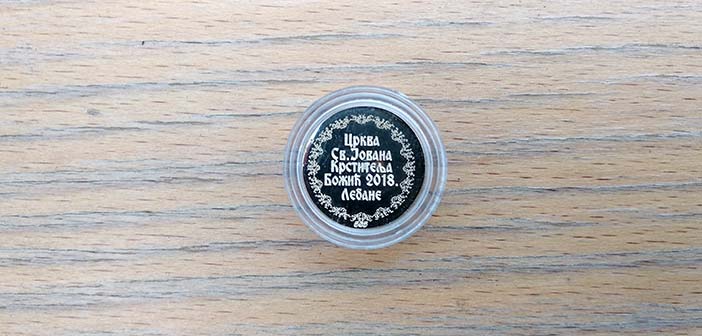 Црква
Св. Јована
Крститеља
Божић 2018.
Лебане